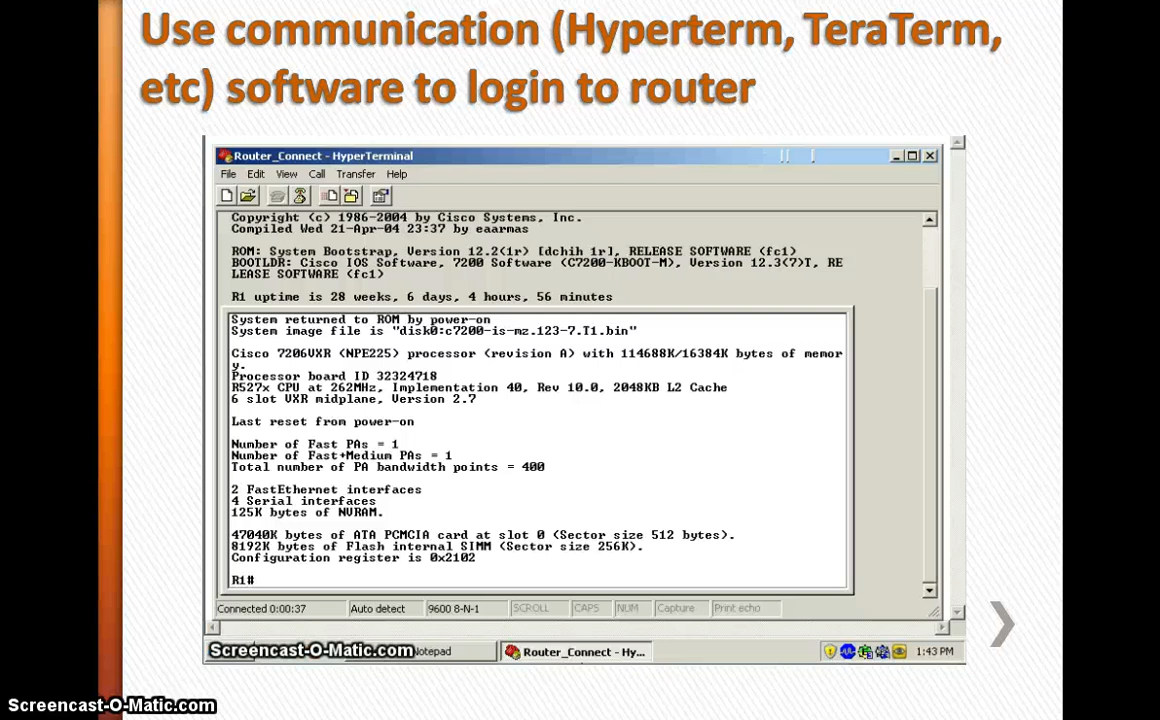 Use communication (Hyperterm, TeraTerm,
etc) software to login to router
Router_Connect - HyperTerminal
File Edit View Call Transfer Help
Copyright (c) 1986-2004 by Cisco Systems, Inc.
Compiled Wed 21-Apr-04 23:37 by eaarmas
ROM: System Bootstrap, Version 12.2(1r) [dchih 1r], RELEASE SOFTWARE (fc1)
BOOTLDR: Cisco IOS Software, 7200 Software (C7200-KBOOT-M), Version 12.3(7)T, RE
LEASE SOFTWARE (fc1)
R1 uptime is 28 weeks, 6 days, 4 hours, 56 minutes
System returned to ROM by power-on
System image file is "disk0:c7200-is-mz.123-7.T1.bin"
Cisco 7206VXR (NPE225) processor (revision A) with 114688K/16384K bytes of memor
y.
Processor board ID 32324718
R527x CPU at 262MHz, Implementation 40, Rev 10.0, 2048KB L2 Cache
6 slot VXR midplane, Version 2.7
Last reset from power-on
Number of Fast PAs = 1
Number of Fast+Medium PAs = 1
Total number of PA bandwidth points = 400
2 FastEthernet interfaces
4 Serial interfaces
125K bytes of NVRAM.
47040K bytes of ATA PCMCIA card at slot 0 (Sector size 512 bytes).
8192K bytes of Flash internal SIMM (Sector size 256K).
Configuration register is 0x2102
R1#
Connected 0:00:37 Auto detect 9600 8-N-1 SCROLL CAPS NUM Capture Print echo
Screencast-O-Matic.com Notepad Router_Connect - Hy... 1:43 PM
Screencast-O-Matic.com